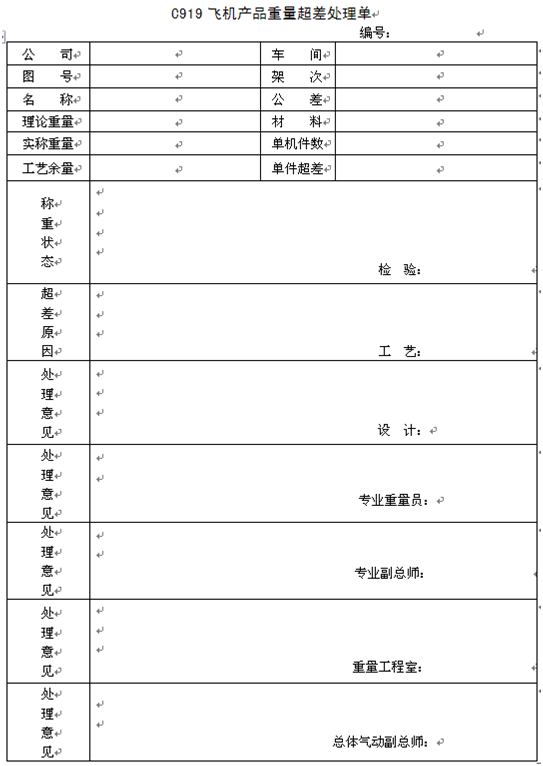 C919飞机产品重量超差处理单
编号：
公 司 车 间
图 号 架 次
名 称 公 差
理论重量 材 料
实称重量 单机件数
工艺余量 单件超差
称
重
状
态
检 验：
超
差
原
因
工 艺：
处
理
意
见
设 计：
处
理
意
见
专业重量员：
处
理
意
见
专业副总师：
处
理
意
见
重量工程室：
处
理
意
见
总体气动副总师：